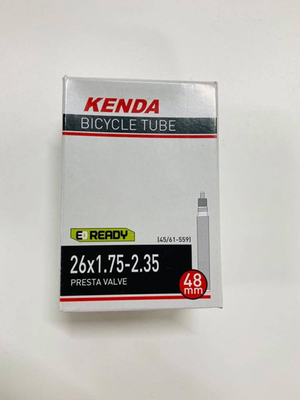 KENDA
BICYCLE TUBE
READY
(45/61-559)
26x1.75-2.35
PRESTA VALVE
48
mm